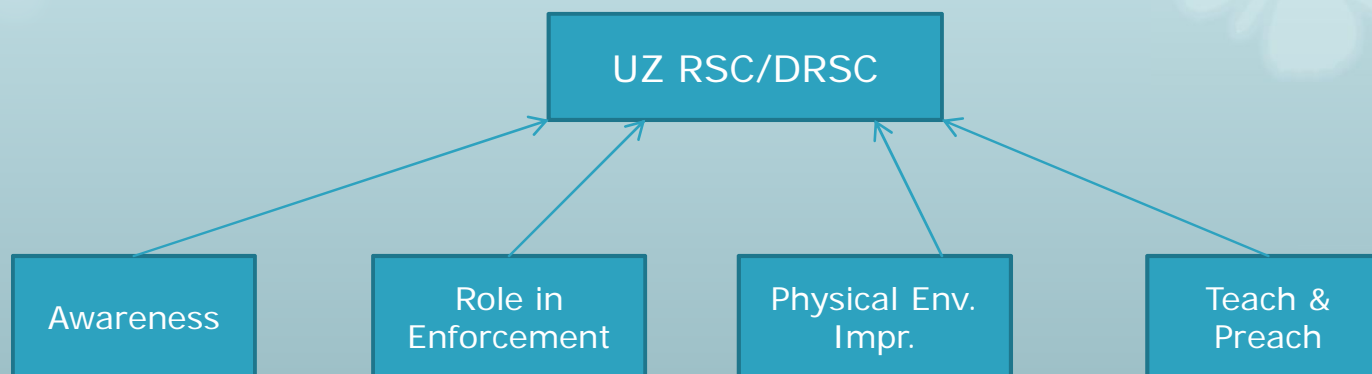 UZ RSC/DRSC
Awareness
Role in
Enforcement
Physical Env.
Impr.
Teach &
Preach